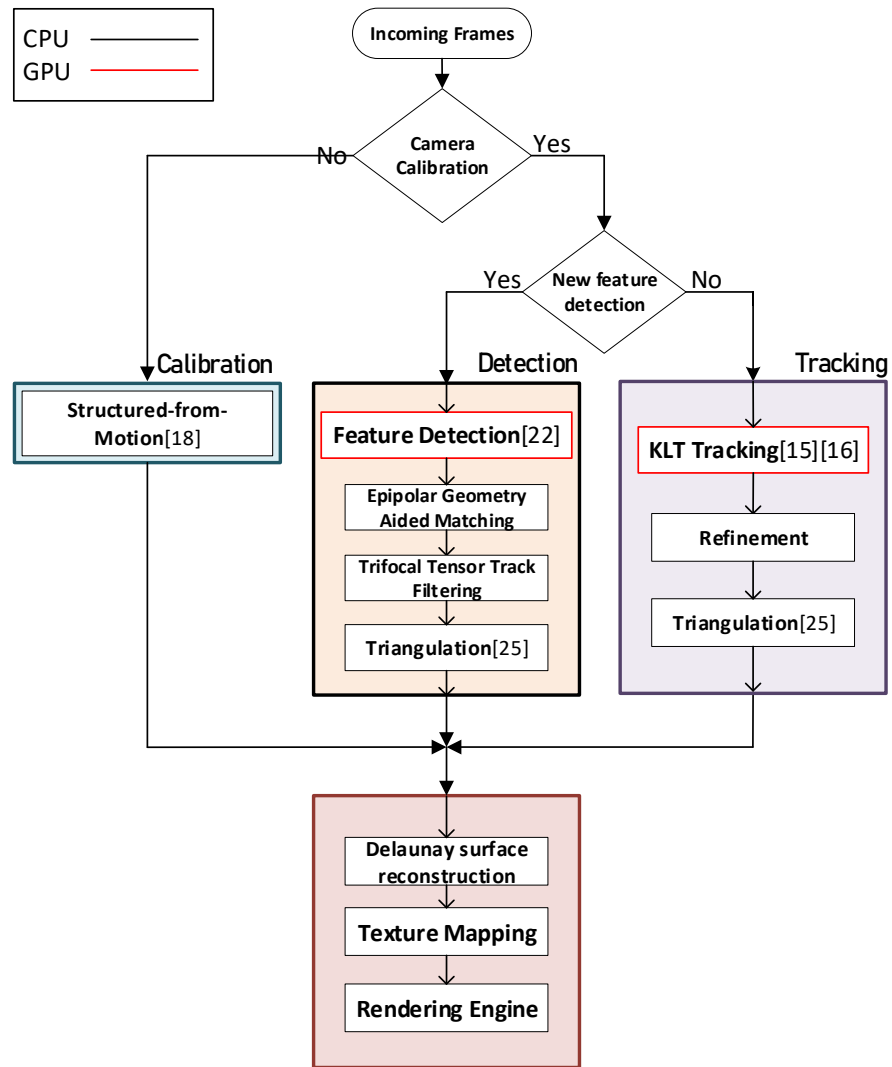 CPU
GPU
Incoming Frames
Camera
Calibration
No
Yes
New feature
detection
Yes
No
Calibration
Structured-from-
Motion[18]
Detection
Feature Detection[22]
Epipolar Geometry
Aided Matching
Trifocal Tensor Track
Filtering
Triangulation[25]
Tracking
KLT Tracking[15][16]
Refinement
Triangulation[25]
Delaunay surface
reconstruction
Texture Mapping
Rendering Engine